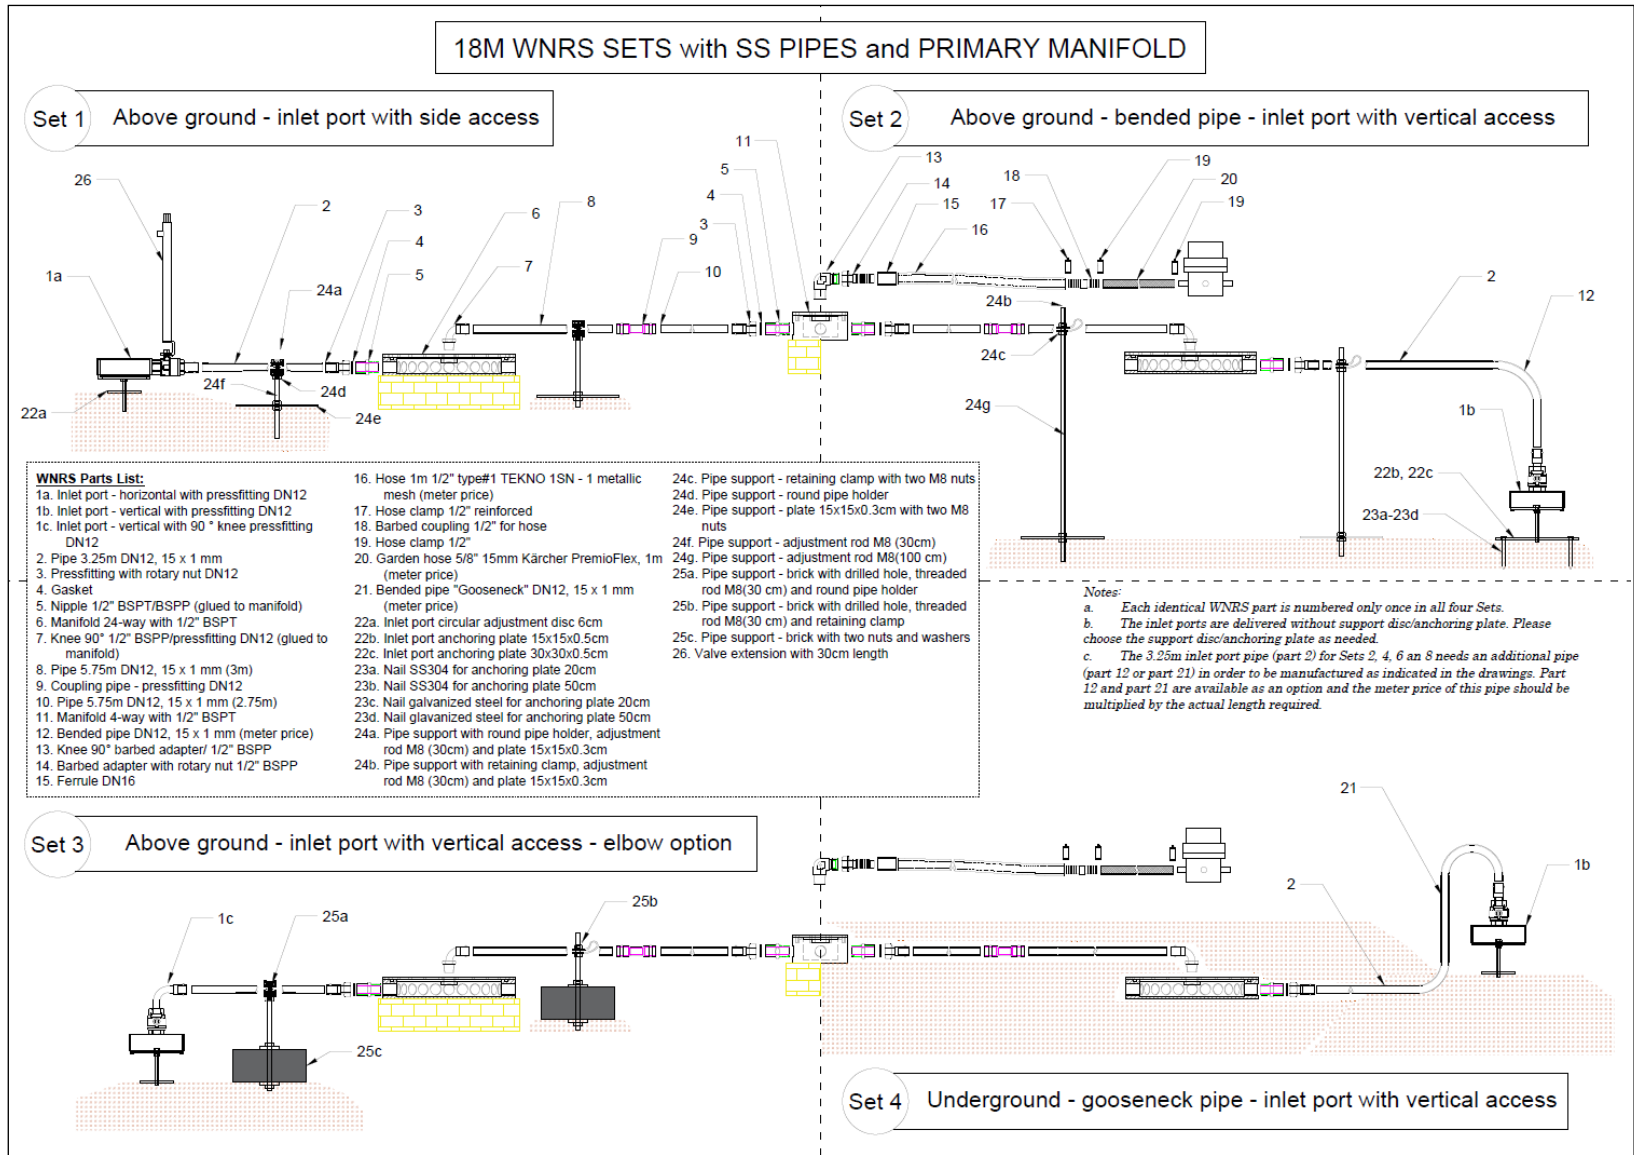 18M WNRS SETS with SS PIPES and PRIMARY MANIFOLD
Set 1
Above ground - inlet port with side access
Set 2
Above ground - bended pipe - inlet port with vertical access
26
2
3
4
5
1a
24a
6
7
8
9
10
3
4
5
11
24f
24d
24e
22a
13
14
15
16
17
18
19
20
19
24b
24c
24g
2
12
1b
22b, 22c
23a-23d
WNRS Parts List:
1a. Inlet port - horizontal with pressfitting DN12
1b. Inlet port - vertical with pressfitting DN12
1c. Inlet port - vertical with 90 ° knee pressfitting
DN12
2. Pipe 3.25m DN12, 15 x 1 mm
3. Pressfitting with rotary nut DN12
4. Gasket
5. Nipple 1/2" BSPT/BSPP (glued to manifold)
6. Manifold 24-way with 1/2" BSPT
7. Knee 90° 1/2" BSPP/pressfitting DN12 (glued to
manifold)
8. Pipe 5.75m DN12, 15 x 1 mm (3m)
9. Coupling pipe - pressfitting DN12
10. Pipe 5.75m DN12, 15 x 1 mm (2.75m)
11. Manifold 4-way with 1/2" BSPT
12. Bended pipe DN12, 15 x 1 mm (meter price)
13. Knee 90° barbed adapter/ 1/2" BSPP
14. Barbed adapter with rotary nut 1/2" BSPP
15. Ferrule DN16
16. Hose 1m 1/2" type#1 TEKNO 1SN - 1 metallic
mesh (meter price)
17. Hose clamp 1/2" reinforced
18. Barbed coupling 1/2" for hose
19. Hose clamp 1/2"
20. Garden hose 5/8" 15mm Kärcher PremioFlex, 1m
(meter price)
21. Bended pipe "Gooseneck" DN12, 15 x 1 mm
(meter price)
22a. Inlet port circular adjustment disc 6cm
22b. Inlet port anchoring plate 15x15x0.5cm
22c. Inlet port anchoring plate 30x30x0.5cm
23a. Nail SS304 for anchoring plate 20cm
23b. Nail SS304 for anchoring plate 50cm
23c. Nail galvanized steel for anchoring plate 20cm
23d. Nail glavanized steel for anchoring plate 50cm
24a. Pipe support with round pipe holder, adjustment
rod M8 (30cm) and plate 15x15x0.3cm
24b. Pipe support with retaining clamp, adjustment
rod M8 (30cm) and plate 15x15x0.3cm
24c. Pipe support - retaining clamp with two M8 nuts
24d. Pipe support - round pipe holder
24e. Pipe support - plate 15x15x0.3cm with two M8
nuts
24f. Pipe support - adjustment rod M8 (30cm)
24g. Pipe support - adjustment rod M8(100 cm)
25a. Pipe support - brick with drilled hole, threaded
rod M8(30 cm) and round pipe holder
25b. Pipe support - brick with drilled hole, threaded
rod M8(30 cm) and retaining clamp
25c. Pipe support - brick with two nuts and washers
26. Valve extension with 30cm length
Notes:
a. Each identical WNRS part is numbered only once in all four Sets.
b. The inlet ports are delivered without support disc/anchoring plate. Please
choose the support disc/anchoring plate as needed.
c. The 3.25m inlet port pipe (part 2) for Sets 2, 4, 6 an 8 needs an additional pipe
(part 12 or part 21) in order to be manufactured as indicated in the drawings. Part
12 and part 21 are available as an option and the meter price of this pipe should be
multiplied by the actual length required.
Set 3
Above ground - inlet port with vertical access - elbow option
1c
25a
25b
25c
21
2
1b
Set 4
Underground - gooseneck pipe - inlet port with vertical access